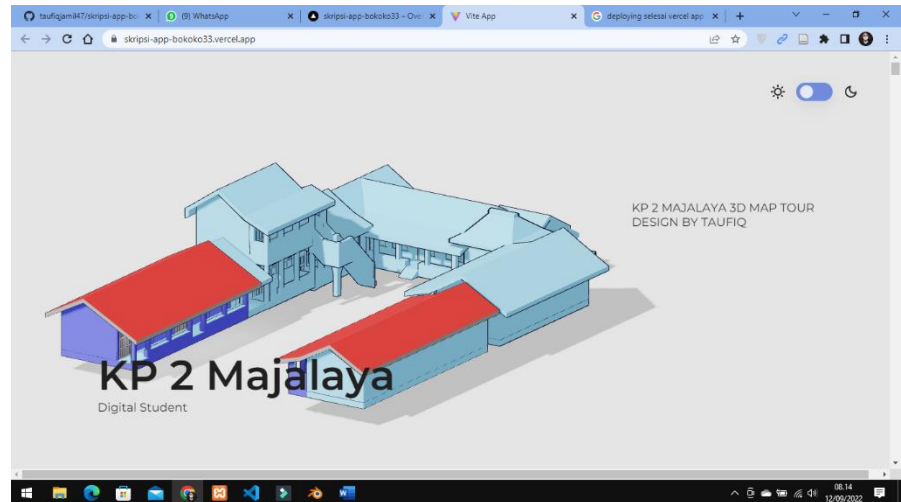 taufiqjamil47/skripsi-app-bo
(9) WhatsApp
skripsi-app-bokoko33 – Ove
Vite App
deploying selesai vercel app
skripsi-app-bokoko33.vercel.app
KP 2 MAJALAYA 3D MAP TOUR
DESIGN BY TAUFIQ
KP 2 Majalaya
Digital Student
08.14
12/09/2022